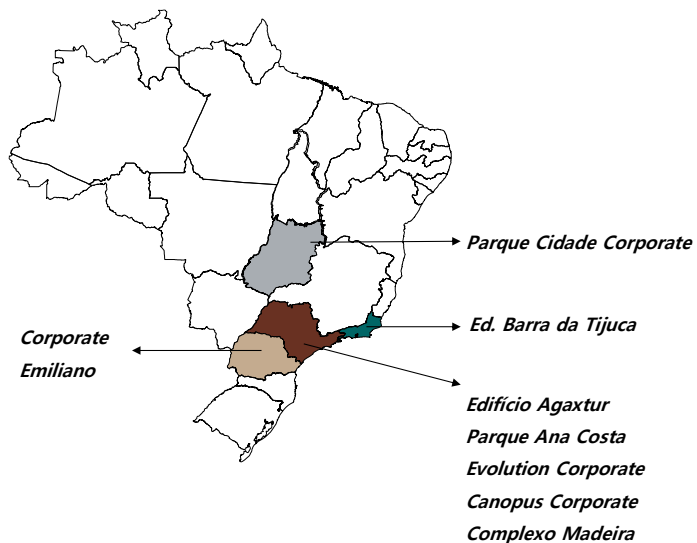 Parque Cidade Corporate
Ed. Barra da Tijuca
Corporate
Emiliano
Edifício Agaxtur
Parque Ana Costa
Evolution Corporate
Canopus Corporate
Complexo Madeira